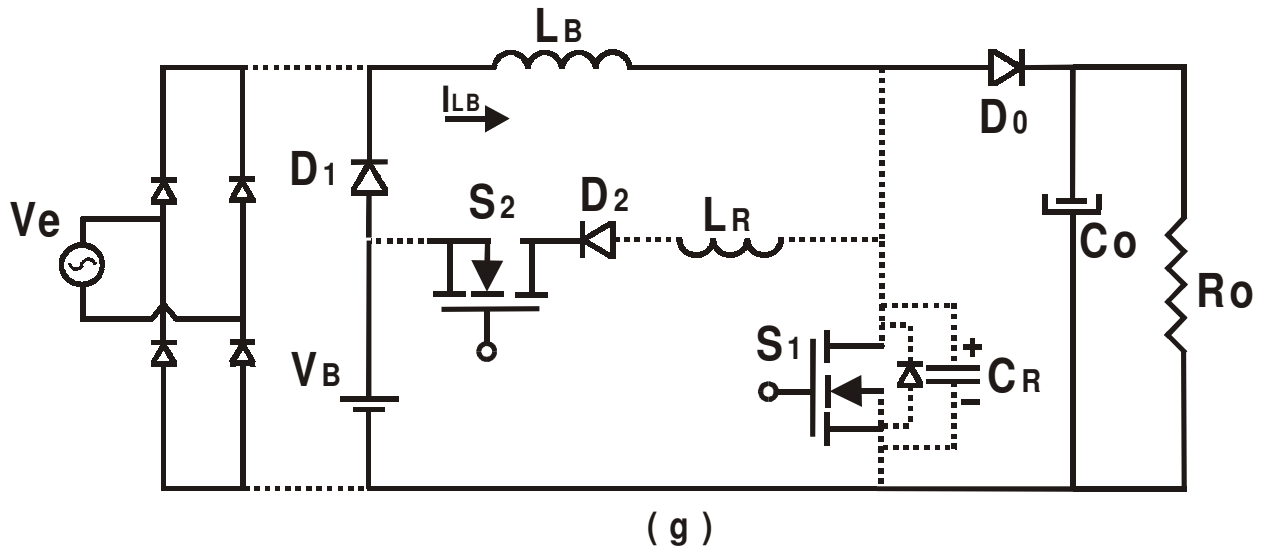 LB
ILB
D0
D1
S2
D2
LR
Ve
Co
Ro
VB
S1
+
CR
−
(g)